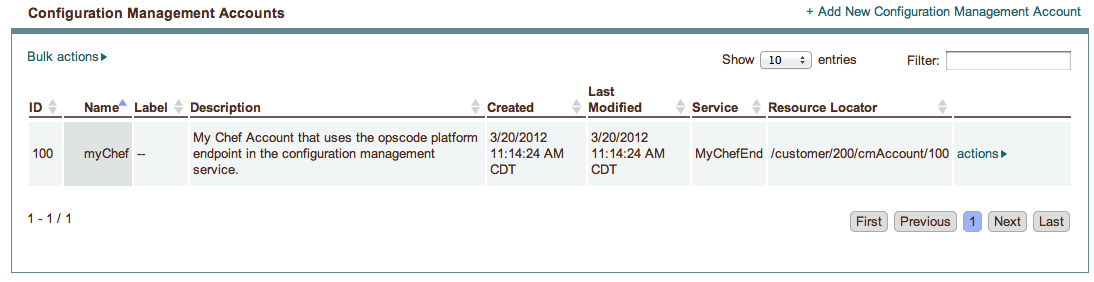 Configuration Management Accounts
+ Add New Configuration Management Account
Bulk actions
Show 10 entries Filter:
ID Name Label Description Created Last Modified Service Resource Locator
100 myChef -- My Chef Account that uses the opscode platform endpoint in the configuration management service. 3/20/2012 11:14:24 AM CDT 3/20/2012 11:14:24 AM CDT MyChefEnd /customer/200/cmAccount/100 actions
1 - 1 / 1
First Previous 1 Next Last